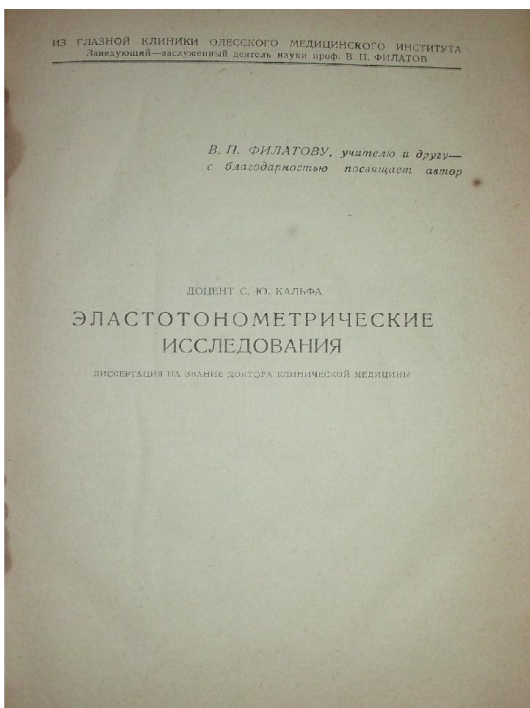 ИЗ ГЛАЗНОЙ КЛИНИКИ ОДЕССКОГО МЕДИЦИНСКОГО ИНСТИТУТА
Заведующий—заслуженный деятель науки проф. В. П. ФИЛАТОВ
В. П. ФИЛАТОВУ, учителю и другу—
с благодарностью посвящает автор
ДОЦЕНТ С. Ю. КАЛЬФА
ЭЛАСТОТОНОМЕТРИЧЕСКИЕ
ИССЛЕДОВАНИЯ
ДИССЕРТАЦИЯ НА ЗВАНИЕ ДОКТОРА КЛИНИЧЕСКОЙ МЕДИЦИНЫ